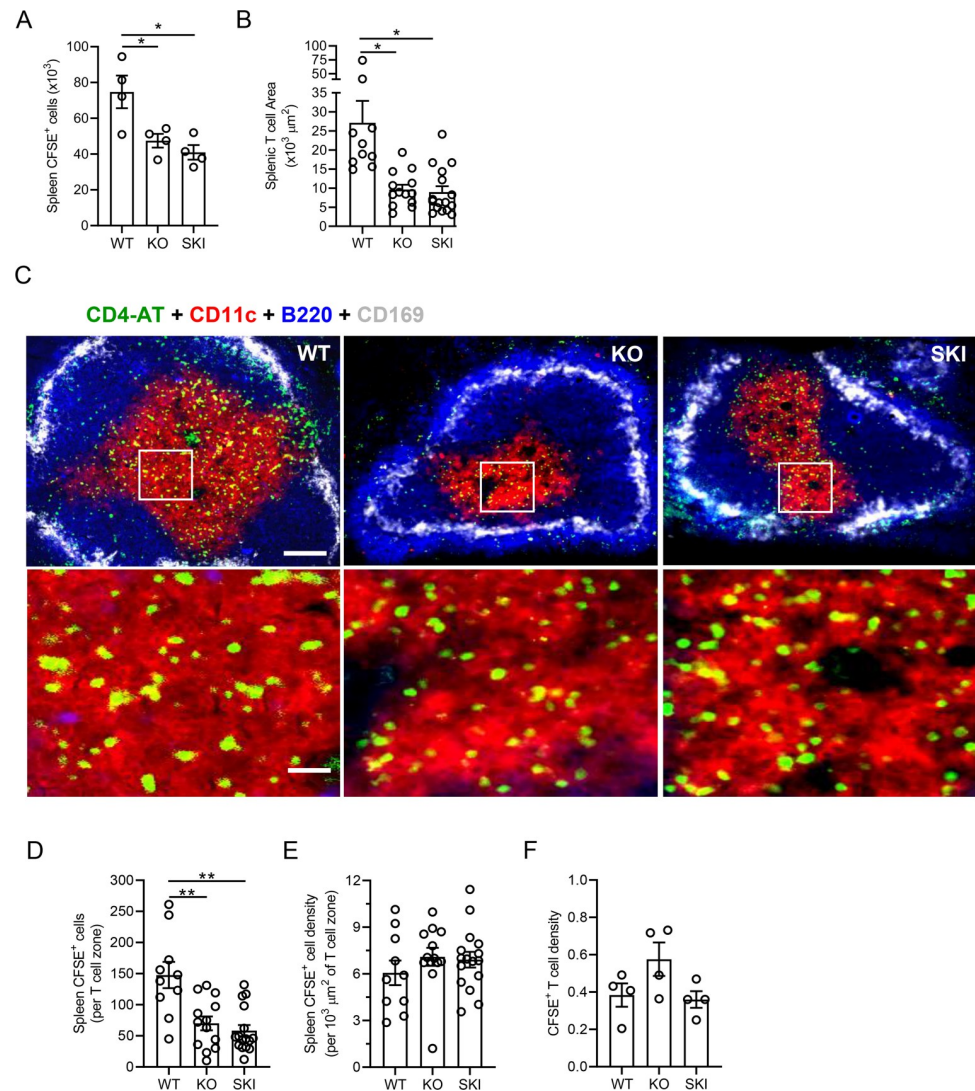 A
Spleen CFSE+ cells (x10³)
100
80
60
40
20
0
*
*
WT KO SKI
B
Splenic T cell Area
(x10³ µm²)
100
75
50
35
30
25
20
15
10
5
0
*
*
WT KO SKI
C
CD4-AT + CD11c + B220 + CD169
WT
KO
SKI
D
Spleen CFSE⁺ cells
(per T cell zone)
300
250
200
150
100
50
0
**
**
WT KO SKI
E
Spleen CFSE⁺ cell density
(per 10³ µm² of T cell zone)
12
9
6
3
0
WT KO SKI
F
CFSE⁺ T cell density
1.0
0.8
0.6
0.4
0.2
0.0
WT KO SKI